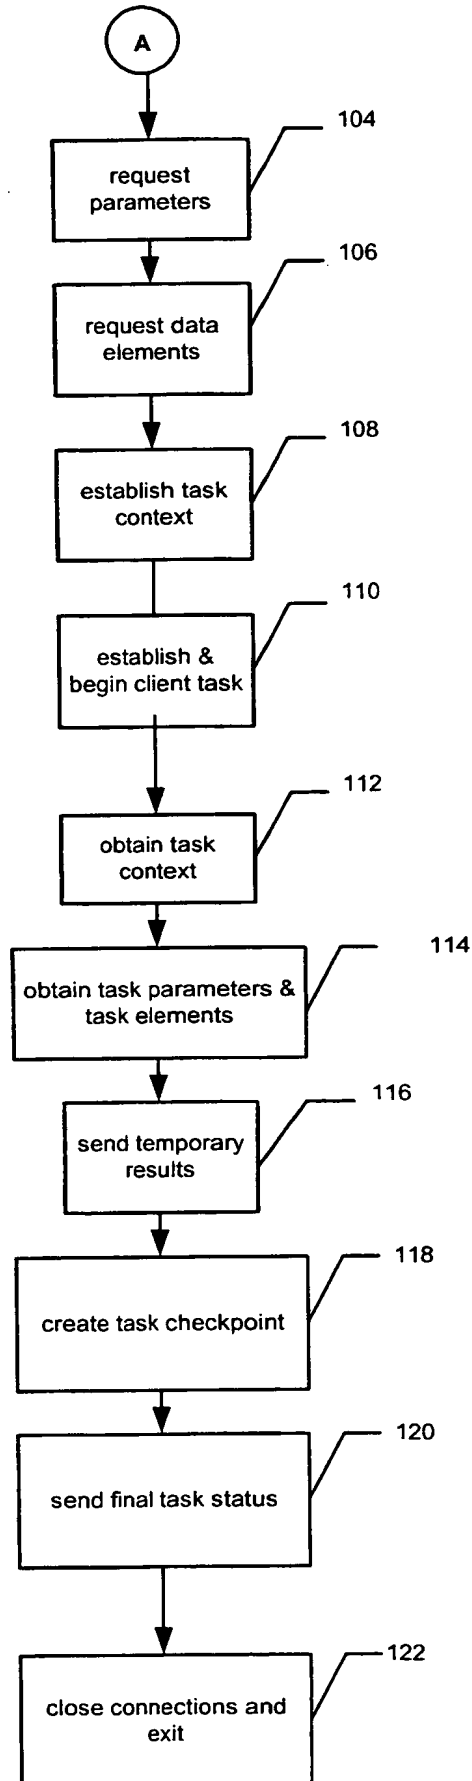 A
104
request
parameters
106
request data
elements
108
establish task
context
110
establish &
begin client task
112
obtain task
context
114
obtain task parameters &
task elements
116
send temporary
results
118
create task checkpoint
120
send final task status
122
close connections and
exit